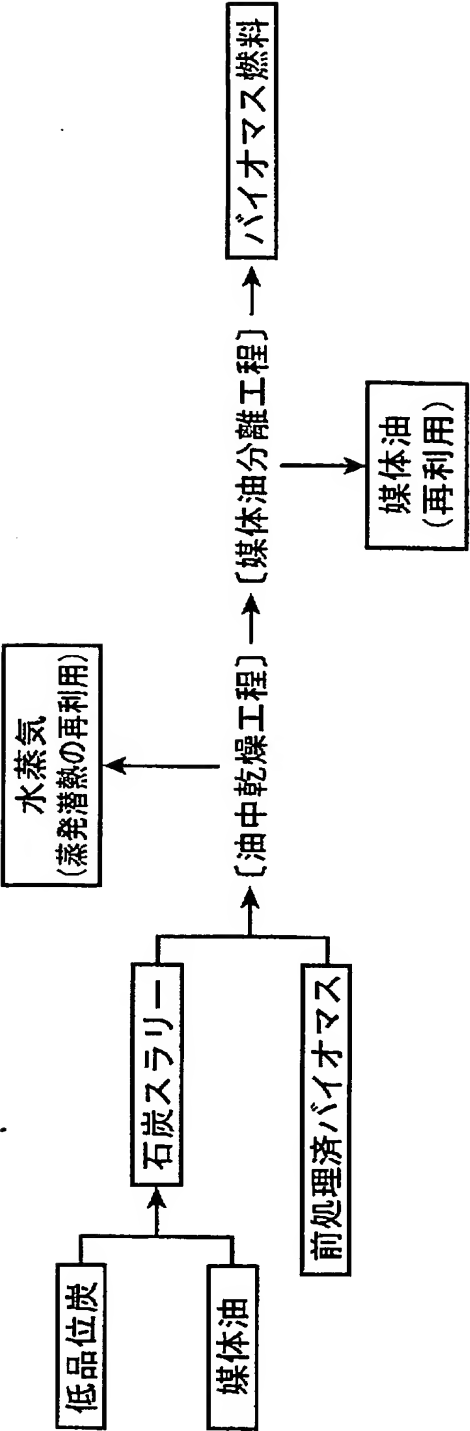 低品位炭
媒体油
石炭スラリー
前処理済バイオマス
水蒸気
(蒸発潜熱の再利用)
〔油中乾燥工程〕
〔媒体油分離工程〕
媒体油
(再利用)
バイオマス燃料